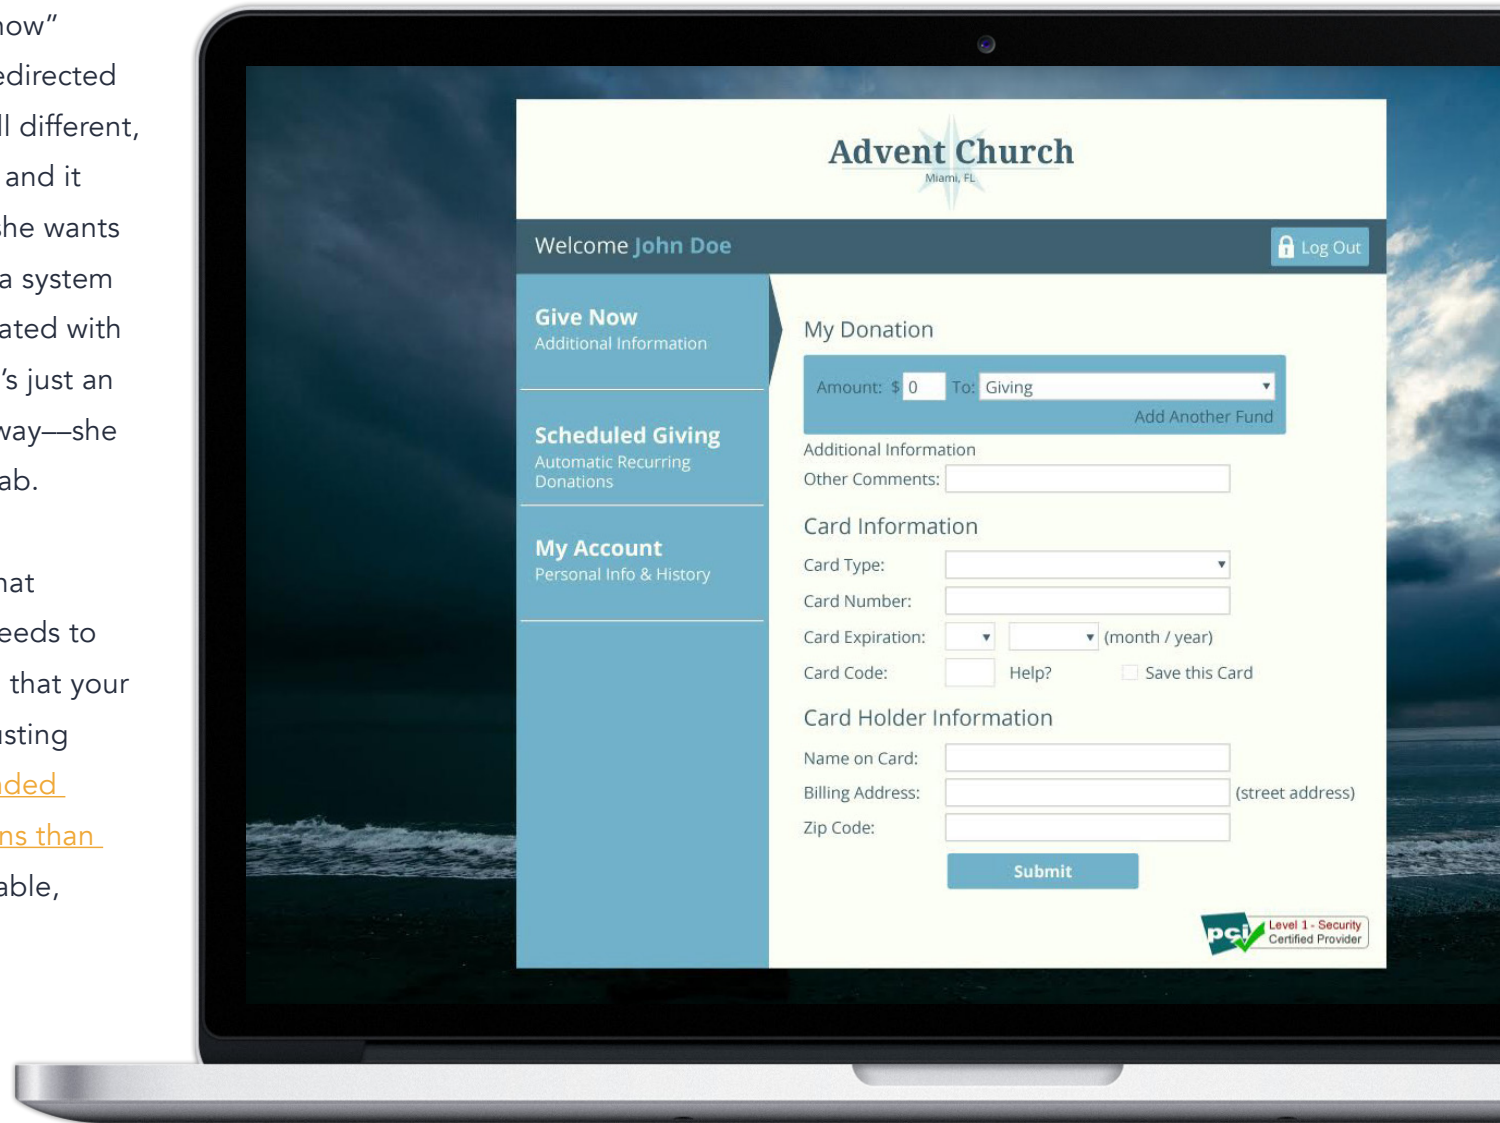 now”
edirected
ll different,
and it
she wants
a system
ated with
’s just an
way––she
ab.
hat
eeds to
that your
usting
nded
ns than
able,
Advent Church
Miami, FL
Welcome John Doe
Log Out
Give Now
Additional Information
Scheduled Giving
Automatic Recurring
Donations
My Account
Personal Info & History
My Donation
Amount: $ 0 To: Giving
Add Another Fund
Additional Information
Other Comments:
Card Information
Card Type:
Card Number:
Card Expiration: (month / year)
Card Code: Help? Save this Card
Card Holder Information
Name on Card:
Billing Address: (street address)
Zip Code:
Submit
pci Level 1 - Security
Certified Provider